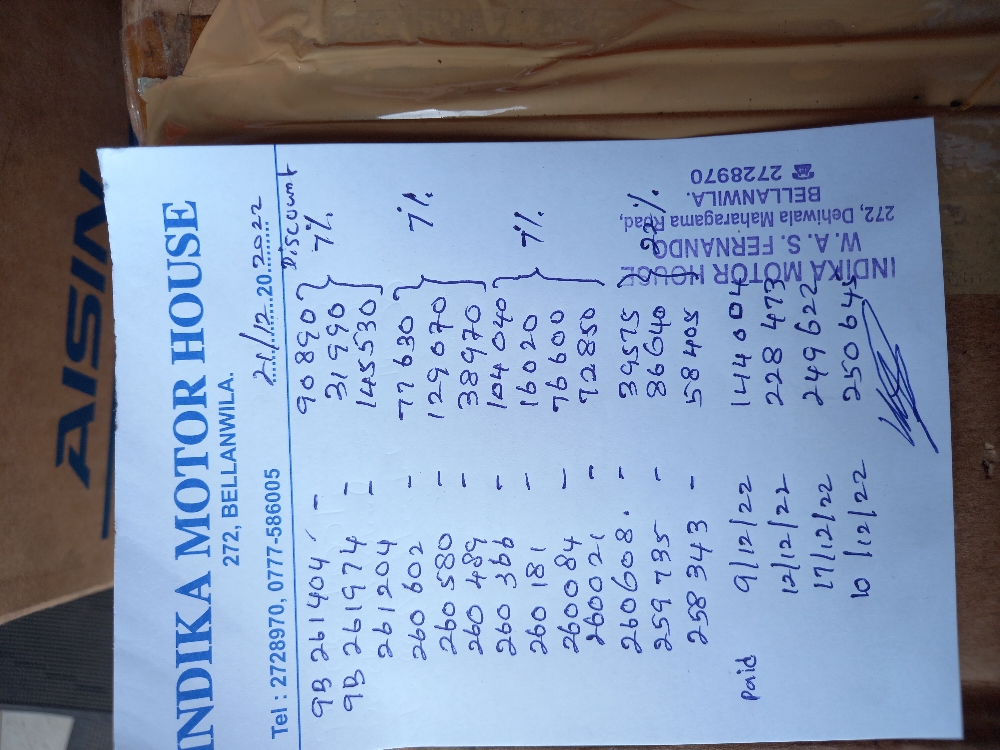 AISIN
INDIKA MOTOR HOUSE
272, BELLANWILA.
Tel : 2728970, 0777-586005
21/12 2022
Discount
9B 261404 - 90890 } 7%
9B 261974 - 31990
261204 - 145530
260602 - 77630 } 7%
260580 - 129070
260489 - 38970
260366 - 104040 } 7%
260181 - 16020
260084 - 76600
260021 - 72850
260608. - 39575 } 22%
259735 - 86640
258343 - 58405
Paid 9/12/22 144004
12/12/22 228473
17/12/22 249622
10/12/22 250645
INDIKA MOTOR HOUSE
W. A. S. FERNANDO
272, Dehiwala Maharagama Road,
BELLANWILA.
☎ 2728970